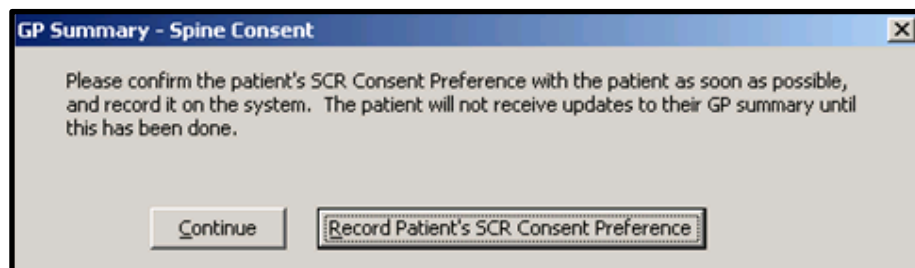 GP Summary - Spine Consent
Please confirm the patient's SCR Consent Preference with the patient as soon as possible,
and record it on the system.  The patient will not receive updates to their GP summary until
this has been done.
Continue
Record Patient's SCR Consent Preference